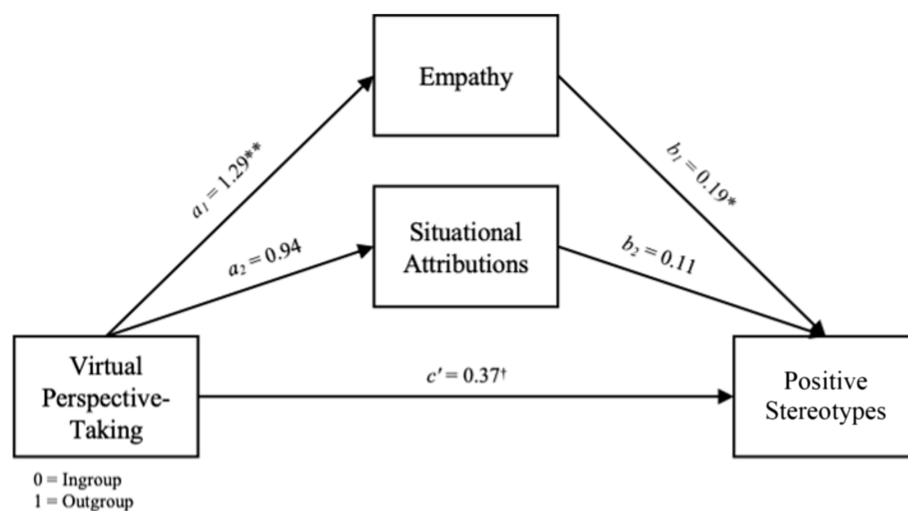 Empathy
a₁ = 1.29**
b₁ = 0.19*
Situational
Attributions
a₂ = 0.94
b₂ = 0.11
Virtual
Perspective-
Taking
c′ = 0.37†
Positive
Stereotypes
0 = Ingroup
1 = Outgroup